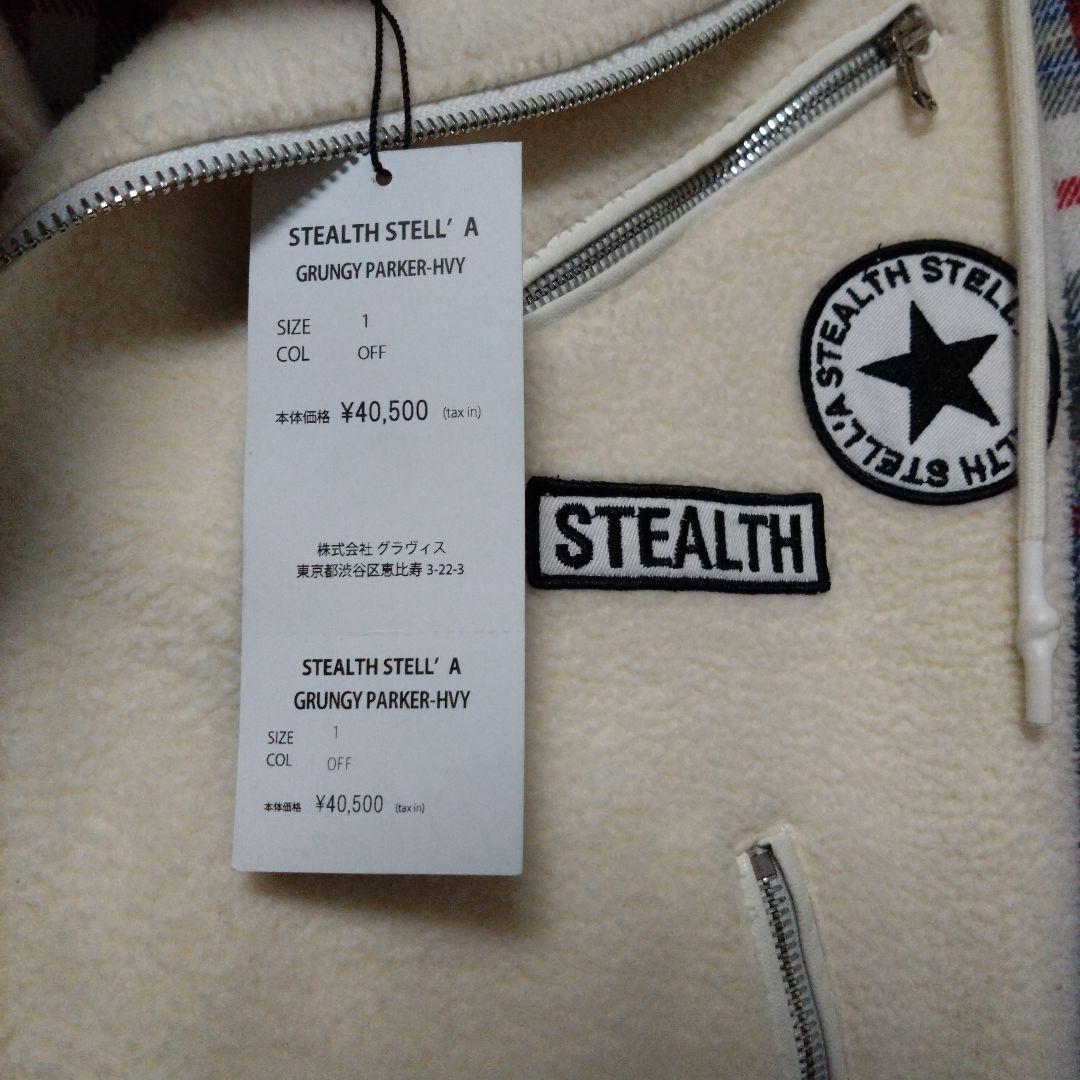 STEALTH STELL’ A
GRUNGY PARKER-HVY
SIZE 1
COL OFF
本体価格 ¥40,500 (tax in)
株式会社 グラヴィス
東京都渋谷区恵比寿 3-22-3
STEALTH STELL’ A
GRUNGY PARKER-HVY
SIZE 1
COL OFF
本体価格 ¥40,500 (tax in)
STEALTH
STELL'A STEALTH STELL
LTH